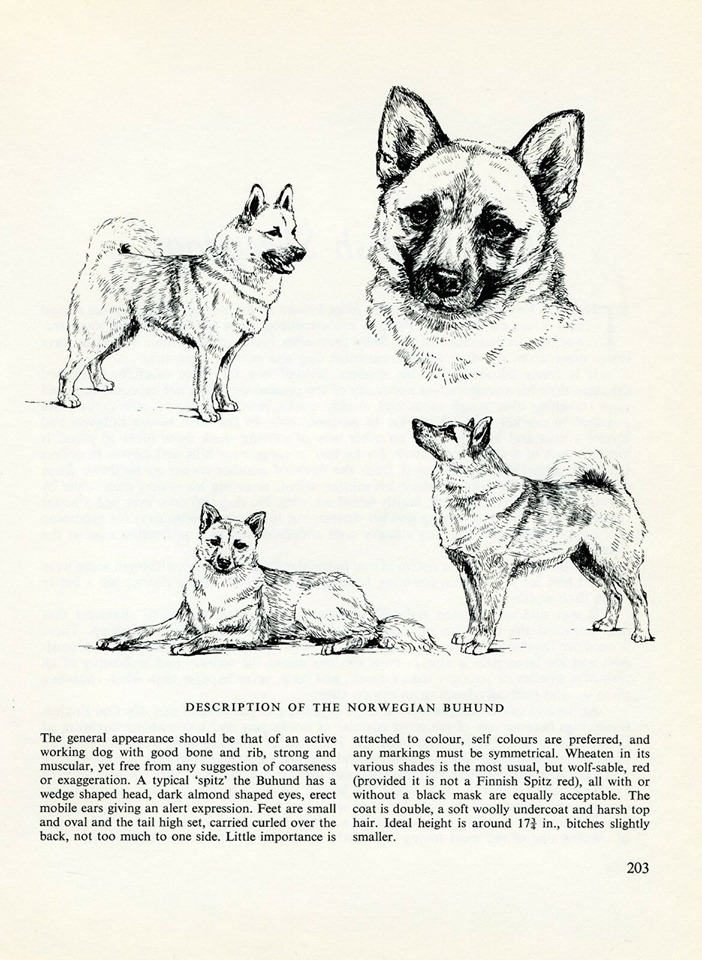 DESCRIPTION OF THE NORWEGIAN BUHUND
The general appearance should be that of an active
working dog with good bone and rib, strong and
muscular, yet free from any suggestion of coarseness
or exaggeration. A typical ‘spitz’ the Buhund has a
wedge shaped head, dark almond shaped eyes, erect
mobile ears giving an alert expression. Feet are small
and oval and the tail high set, carried curled over the
back, not too much to one side. Little importance is
attached to colour, self colours are preferred, and
any markings must be symmetrical. Wheaten in its
various shades is the most usual, but wolf-sable, red
(provided it is not a Finnish Spitz red), all with or
without a black mask are equally acceptable. The
coat is double, a soft woolly undercoat and harsh top
hair. Ideal height is around 17¾ in., bitches slightly
smaller.
203